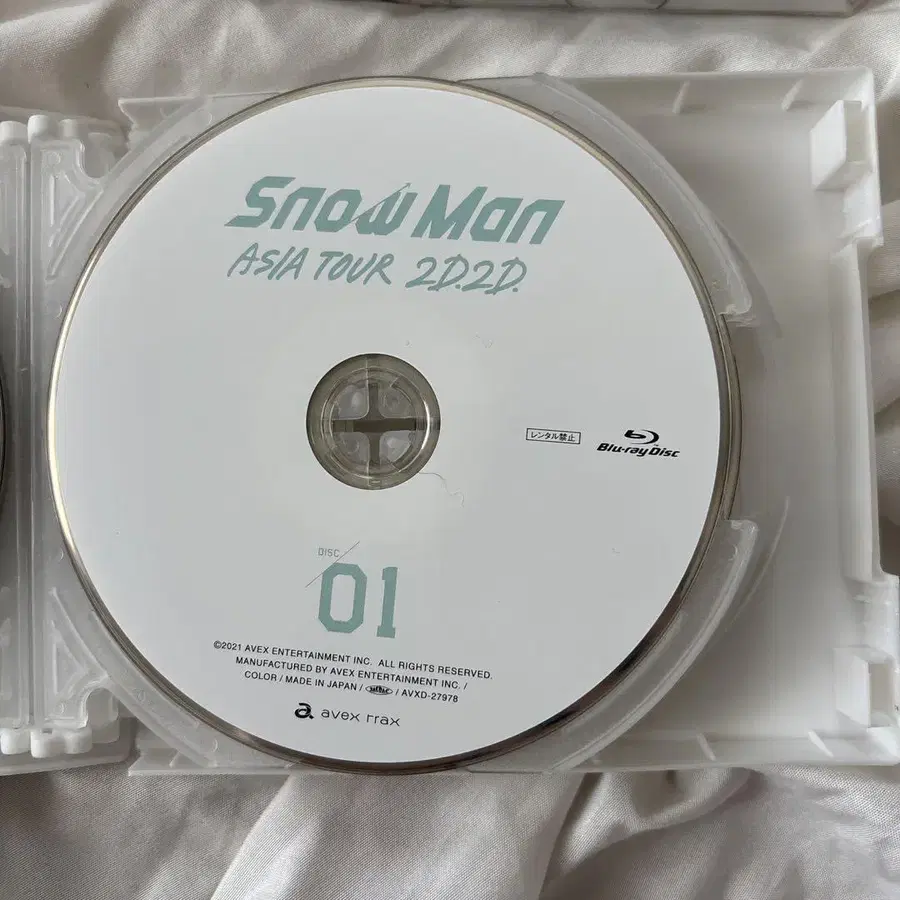 Snow Man
ASIA TOUR 2D.2D.
レンタル禁止
Blu-ray Disc
DISC
01
©2021 AVEX ENTERTAINMENT INC. ALL RIGHTS RESERVED.
MANUFACTURED BY AVEX ENTERTAINMENT INC. /
COLOR / MADE IN JAPAN / / AVXD-27978
avex trax